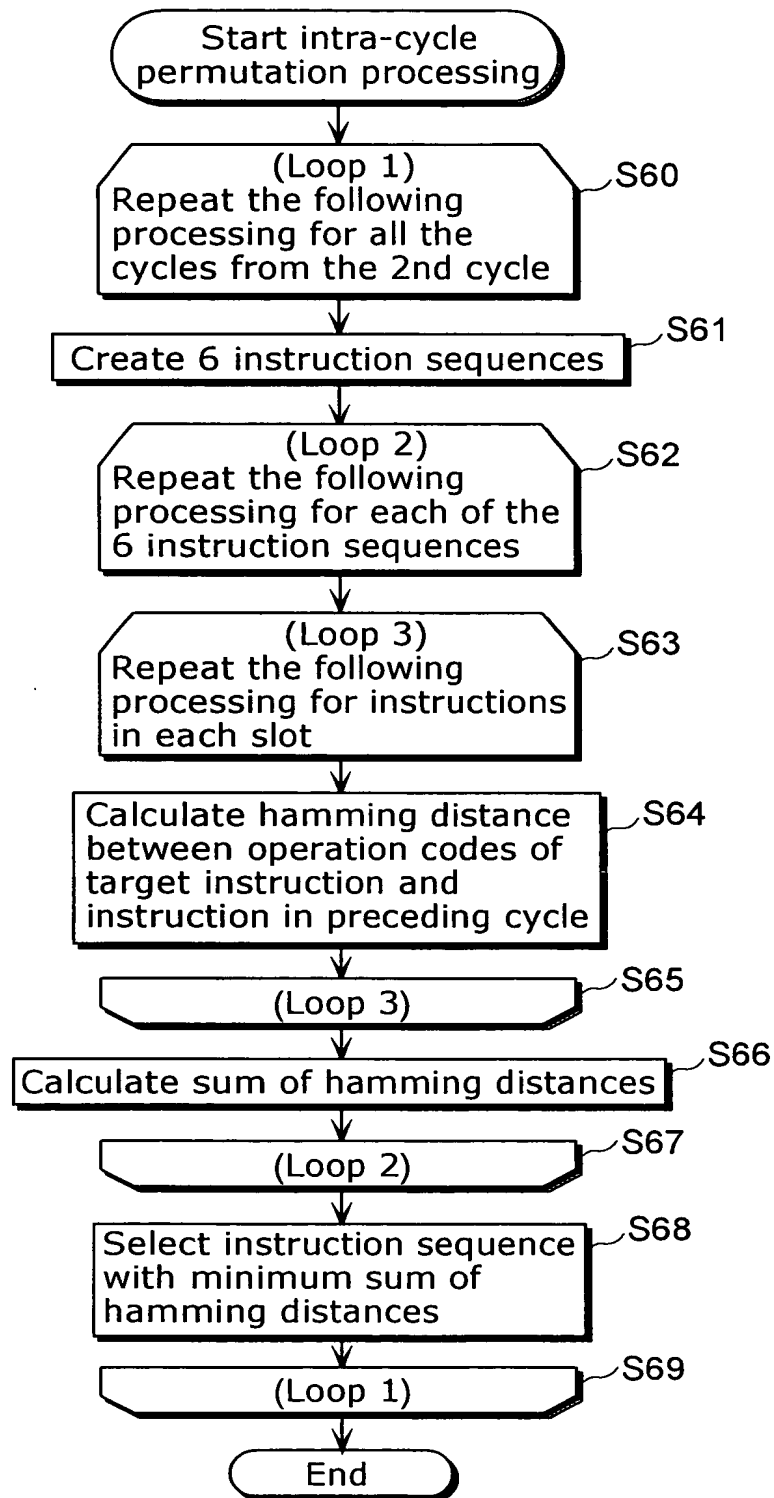 Start intra-cycle
permutation processing
(Loop 1)
Repeat the following
processing for all the
cycles from the 2nd cycle
S60
Create 6 instruction sequences
S61
(Loop 2)
Repeat the following
processing for each of the
6 instruction sequences
S62
(Loop 3)
Repeat the following
processing for instructions
in each slot
S63
Calculate hamming distance
between operation codes of
target instruction and
instruction in preceding cycle
S64
(Loop 3)
S65
Calculate sum of hamming distances
S66
(Loop 2)
S67
Select instruction sequence
with minimum sum of
hamming distances
S68
(Loop 1)
S69
End